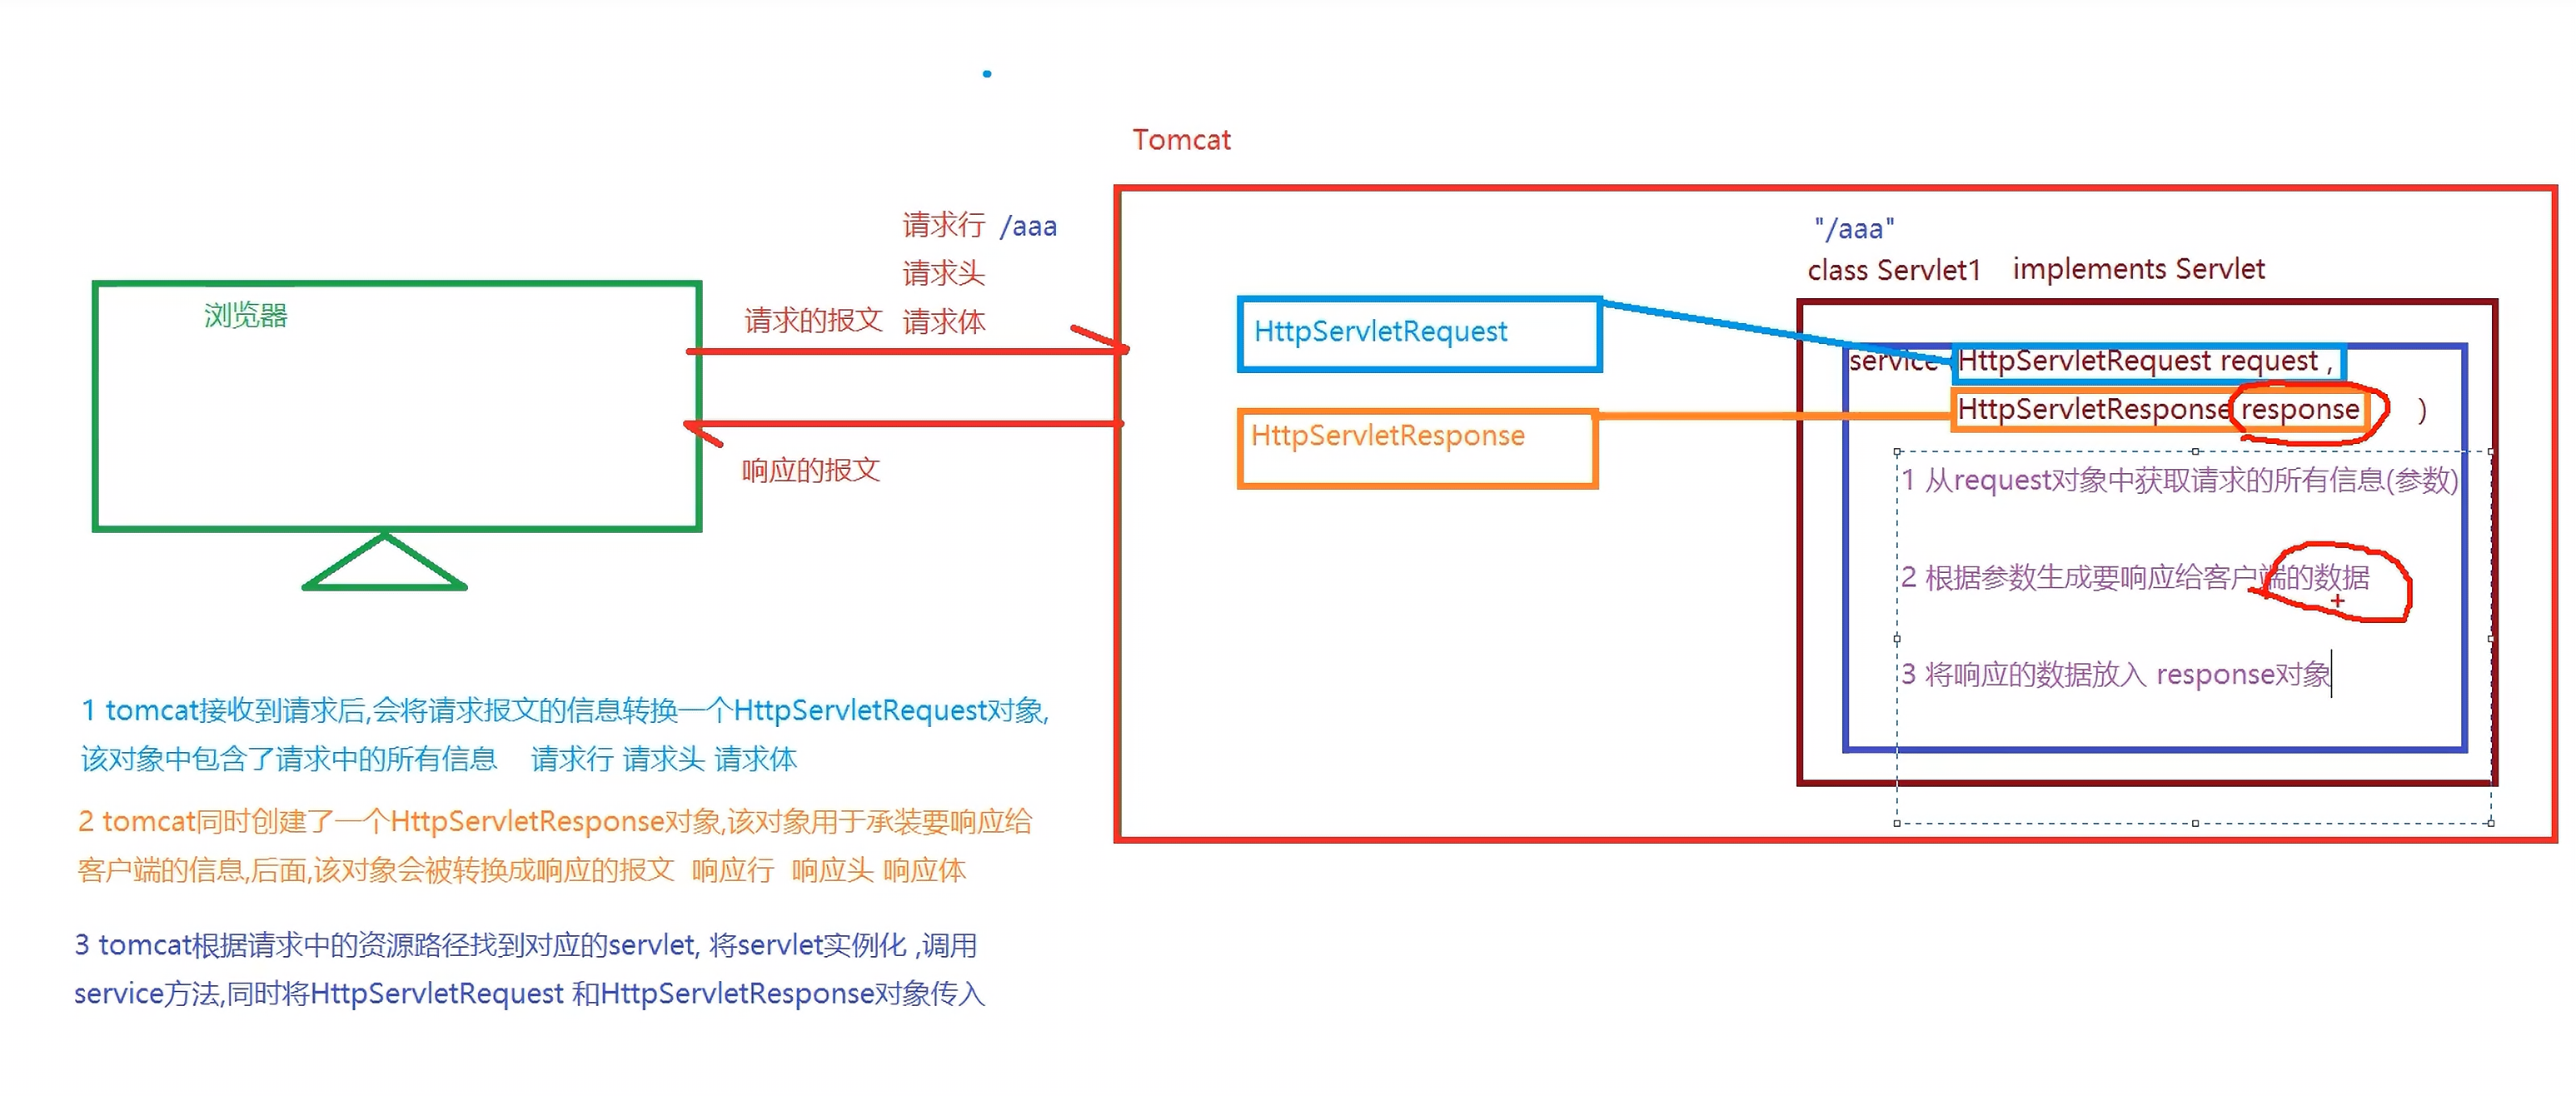 Tomcat
请求行 /aaa
请求头
请求的报文 请求体
响应的报文
浏览器
"/aaa"
class Servlet1 implements Servlet
HttpServletRequest
HttpServletResponse
service HttpServletRequest request ,
HttpServletResponse response )
1 从request对象中获取请求的所有信息(参数)
2 根据参数生成要响应给客户端的数据
3 将响应的数据放入 response对象
1 tomcat接收到请求后,会将请求报文的信息转换一个HttpServletRequest对象,
该对象中包含了请求中的所有信息 请求行 请求头 请求体
2 tomcat同时创建了一个HttpServletResponse对象,该对象用于承装要响应给
客户端的信息,后面,该对象会被转换成响应的报文 响应行 响应头 响应体
3 tomcat根据请求中的资源路径找到对应的servlet, 将servlet实例化 ,调用
service方法,同时将HttpServletRequest 和HttpServletResponse对象传入